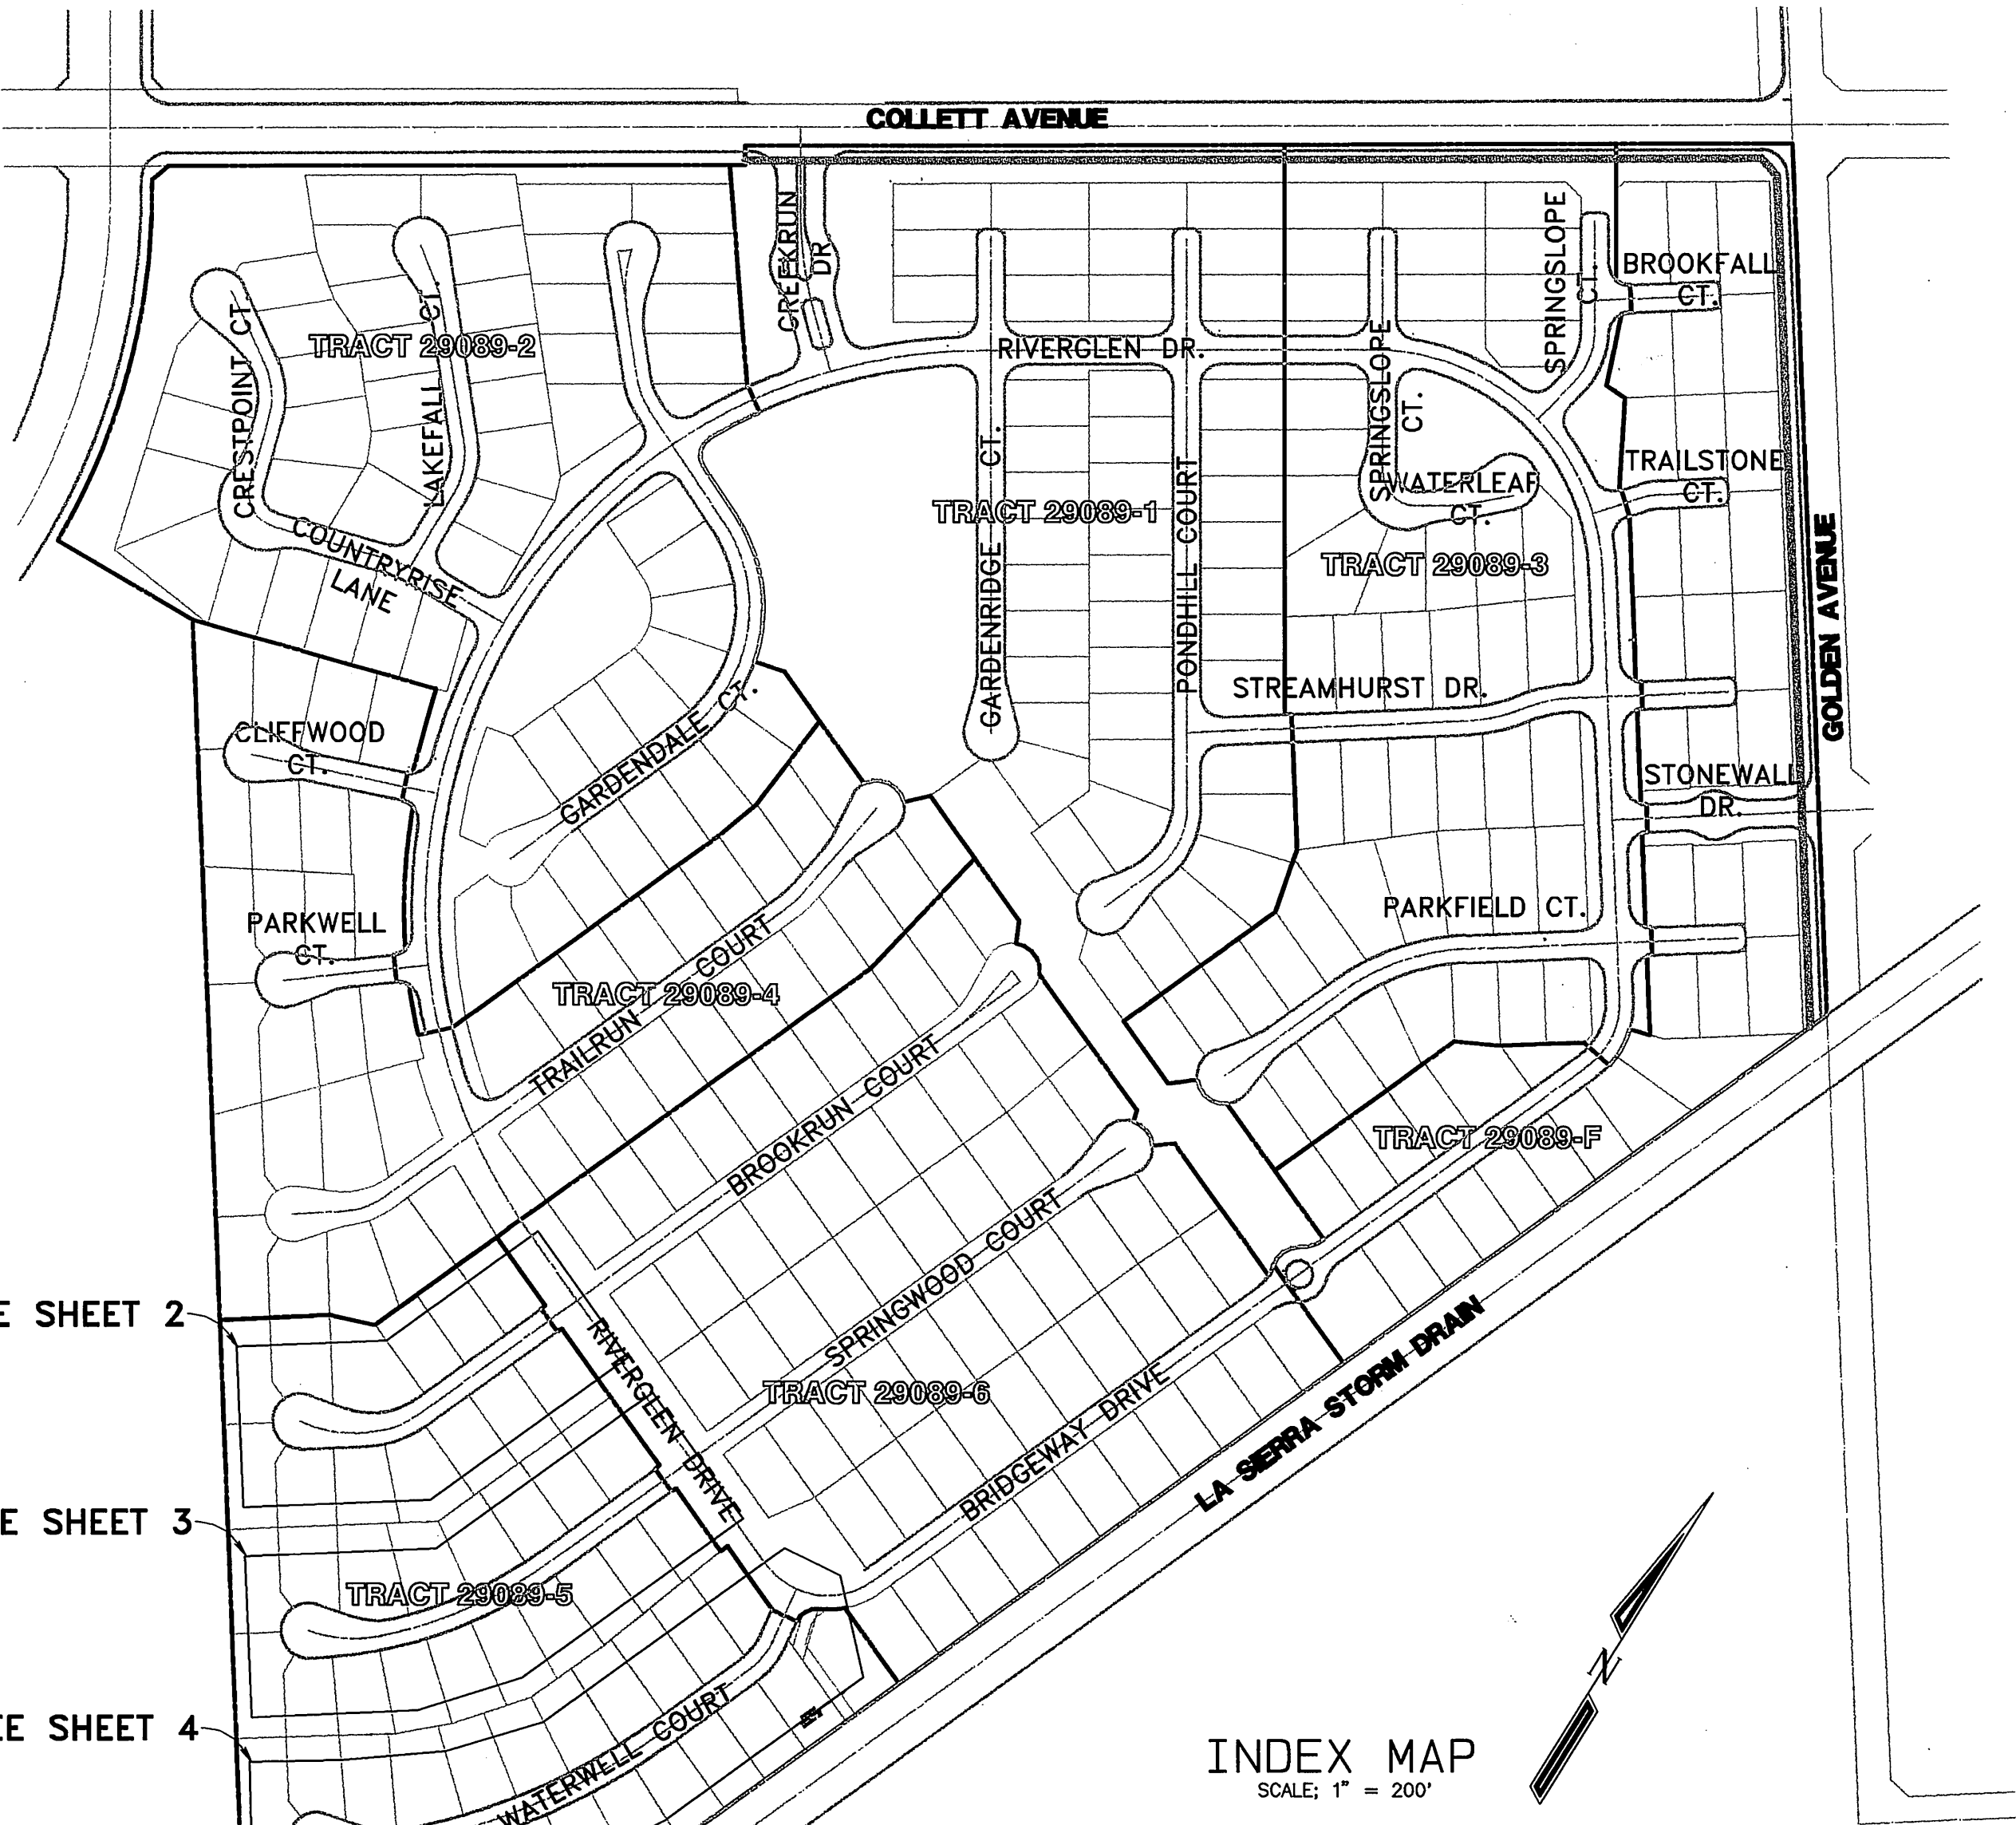 COLLETT AVENUE
CREEKRUN
DR
SPRINGSLOPE
CT.
BROOKFALL
CT.
CRESTPOINT CT.
TRACT 29089-2
LAKEFALL CT.
RIVERGLEN DR.
SPRINGSLOPE
CT.
TRAILSTONE
CT.
WATERLEAF
CT.
GARDENRIDGE CT.
TRACT 29089-1
PONDHILL COURT
TRACT 29089-3
GOLDEN AVENUE
COUNTRYRISE
LANE
STREAMHURST DR.
CLIFFWOOD
CT.
GARDENDALE CT.
STONEWALL
DR.
PARKWELL
CT.
PARKFIELD CT.
TRAILRUN COURT
TRACT 29089-4
BROOKRUN COURT
TRACT 29089-F
SPRINGWOOD COURT
E SHEET 2
RIVERGLEN DRIVE
TRACT 29089-6
BRIDGEWAY DRIVE
LA SIERRA STORM DRAIN
E SHEET 3
TRACT 29089-5
EE SHEET 4
WATERWELL COURT
N
INDEX MAP
SCALE; 1" = 200'